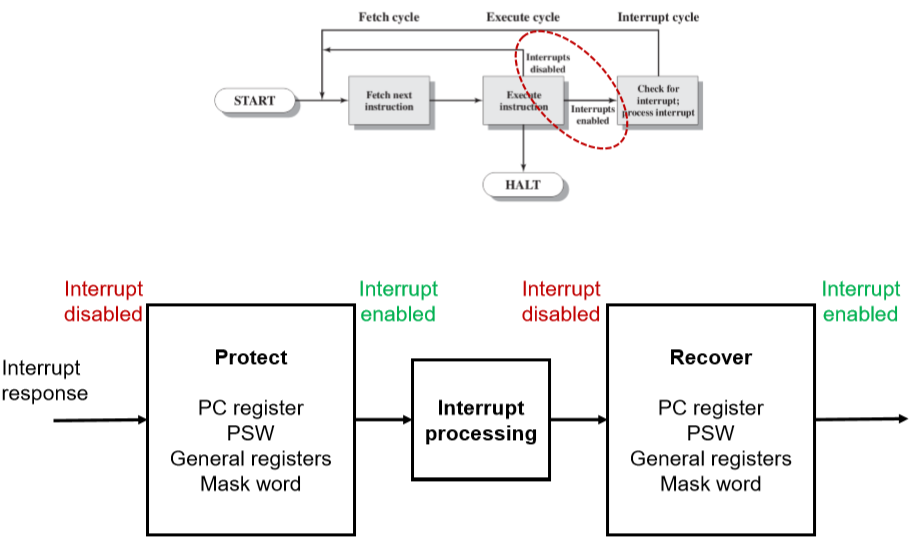 Fetch cycle
Execute cycle
Interrupt cycle
Interrupts
disabled
START
Fetch next
instruction
Execute
instruction
Interrupts
enabled
Check for
interrupt;
process interrupt
HALT
Interrupt
disabled
Interrupt
enabled
Interrupt
disabled
Interrupt
enabled
Interrupt
response
Protect
PC register
PSW
General registers
Mask word
Interrupt
processing
Recover
PC register
PSW
General registers
Mask word